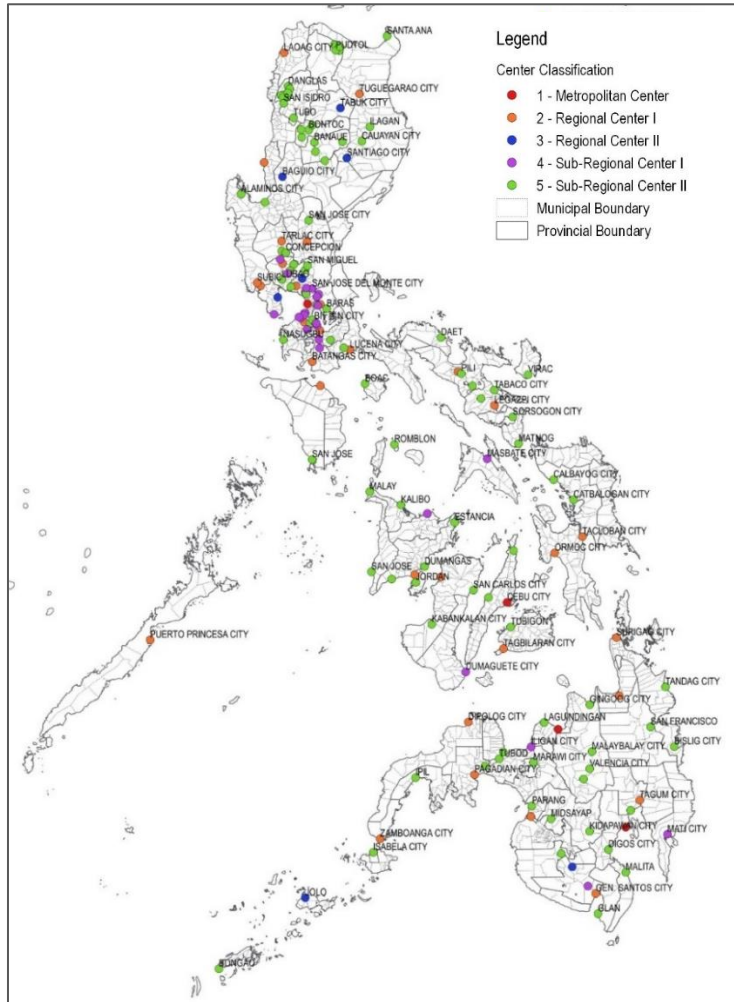 SANTA ANA
Legend
Center Classification
1 - Metropolitan Center
2 - Regional Center I
3 - Regional Center II
4 - Sub-Regional Center I
5 - Sub-Regional Center II
Municipal Boundary
Provincial Boundary
LAOAG CITY
PUDTOL
DANGLAS
TUGUEGARAO CITY
SAN ISIDRO
TABUK CITY
TUBO
BONTOC
ILAGAN
BANAUE
CAUAYAN CITY
SANTIAGO CITY
BAGUIO CITY
ALAMINOS CITY
SAN JOSE CITY
TARLAC CITY
CONCEPCION
SAN MIGUEL
SUBIC
LUBAO
SAN JOSE DEL MONTE CITY
BARAS
NASUGBU
LUCENA CITY
BATANGAS CITY
DAET
PILI
VIRAC
BOAC
TABACO CITY
LEGAZPI CITY
SORSOGON CITY
ROMBLON
MATNOG
SAN JOSE
MASBATE CITY
CALBAYOG CITY
MALAY
CATBALOGAN CITY
KALIBO
ESTANCIA
TACLOBAN CITY
ORMOC CITY
SAN JOSE
DUMANGAS
JORDAN
SAN CARLOS CITY
CEBU CITY
KABANKALAN CITY
TUBIGON
PUERTO PRINCESA CITY
TAGBILARAN CITY
SURIGAO CITY
DUMAGUETE CITY
TANDAG CITY
GINGOOG CITY
DIPOLOG CITY
LAGUINDINGAN
SAN FRANCISCO
ILIGAN CITY
BISLIG CITY
TUBOD
MALAYBALAY CITY
MARAWI CITY
PAGADIAN CITY
VALENCIA CITY
TAGUM CITY
PARANG
MIDSAYAP
ZAMBOANGA CITY
KIDAPAWAN CITY
MATI CITY
ISABELA CITY
DIGOS CITY
MALITA
JOLO
GEN. SANTOS CITY
GLAN
BONGAO